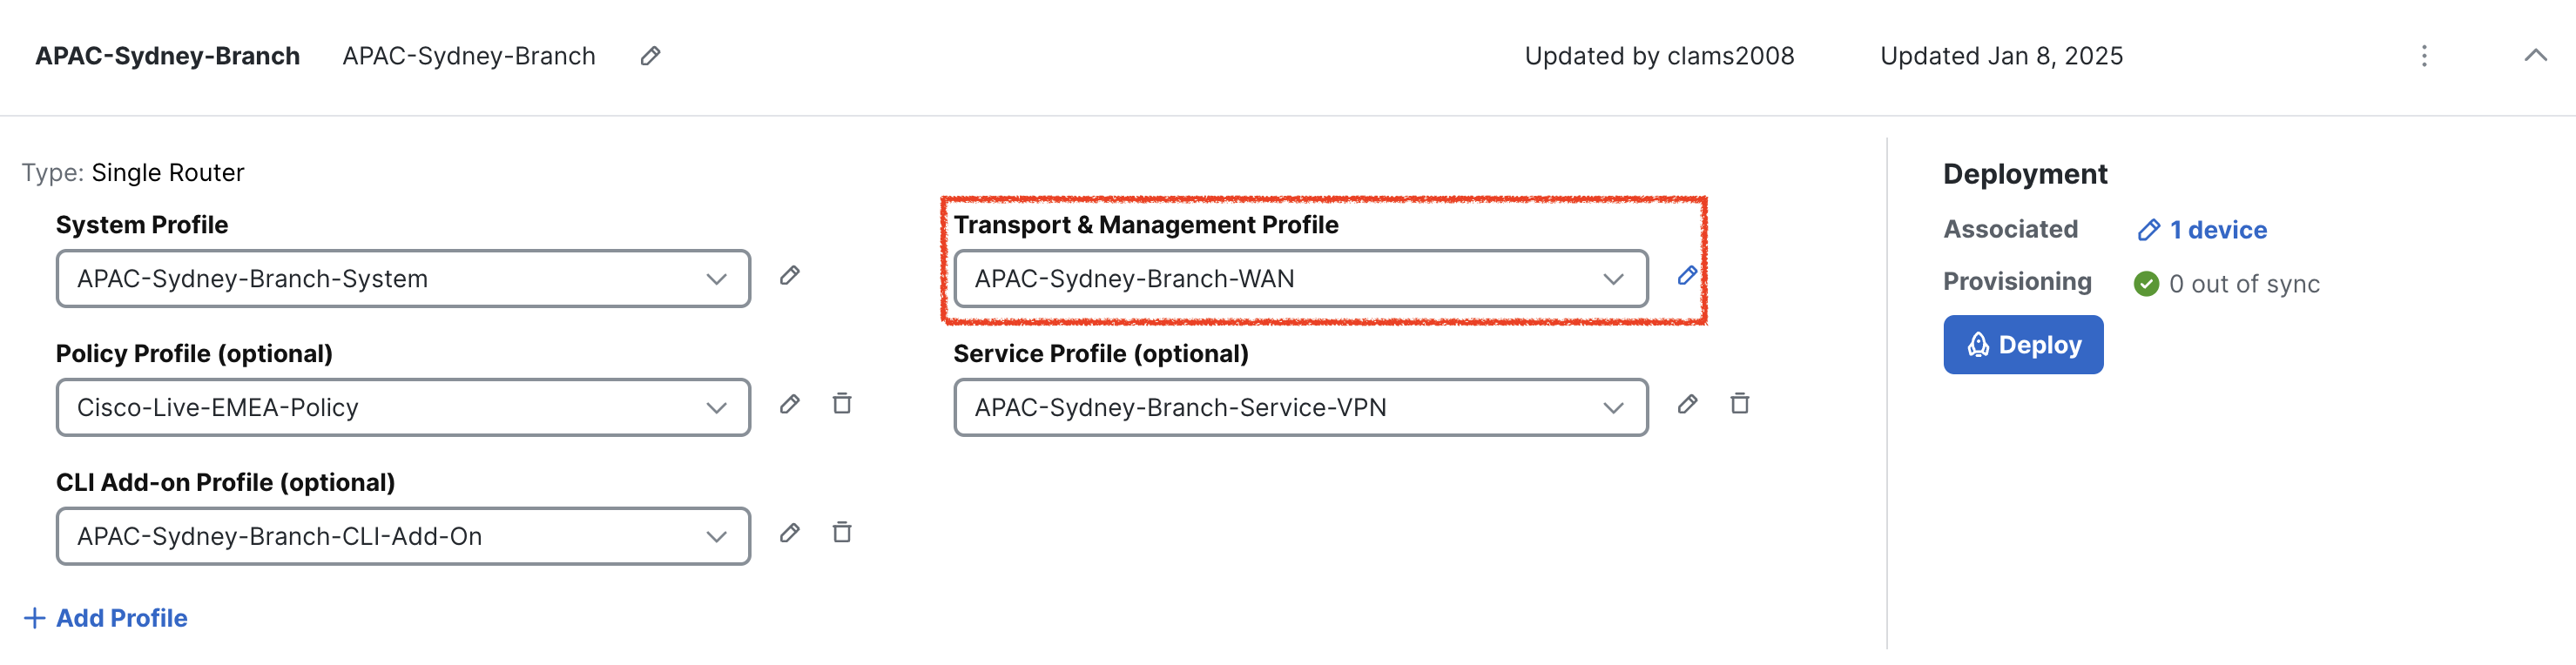 APAC-Sydney-Branch APAC-Sydney-Branch Updated by clams2008 Updated Jan 8, 2025
Type: Single Router
System Profile
APAC-Sydney-Branch-System
Transport & Management Profile
APAC-Sydney-Branch-WAN
Policy Profile (optional)
Cisco-Live-EMEA-Policy
Service Profile (optional)
APAC-Sydney-Branch-Service-VPN
CLI Add-on Profile (optional)
APAC-Sydney-Branch-CLI-Add-On
Add Profile
Deployment
Associated 1 device
Provisioning 0 out of sync
Deploy